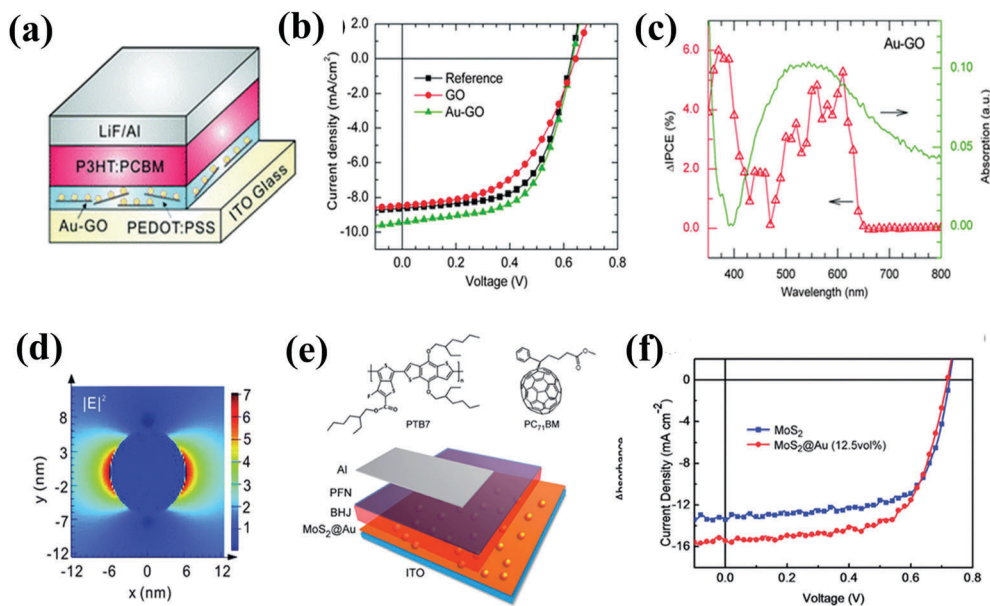 (a)
LiF/Al
P3HT:PCBM
Au-GO
PEDOT:PSS
ITO Glass
(b)
Current density (mA/cm²)
2.0
0.0
-2.0
-4.0
-6.0
-8.0
-10.0
Reference
GO
Au-GO
0.0 0.2 0.4 0.6 0.8
Voltage (V)
(c)
ΔIPCE (%)
6.0
4.0
2.0
0.0
Au-GO
0.10
0.05
0.00
Absorption (a.u.)
400 500 600 700 800
Wavelength (nm)
(d)
|E|²
y (nm)
12
8
3
-2
-7
-12
7
6
5
4
3
2
1
-12 -6 0 6 12
x (nm)
(e)
O
S
S
S
S
n
F
O
O
O
PTB7
O
O
PC₇₁BM
Al
PFN
BHJ
MoS₂@Au
ITO
(f)
Absorbance
Current Density (mA cm⁻²)
0
-4
-8
-12
-16
MoS₂
MoS₂@Au (12.5vol%)
0.0 0.2 0.4 0.6 0.8
Voltage (V)